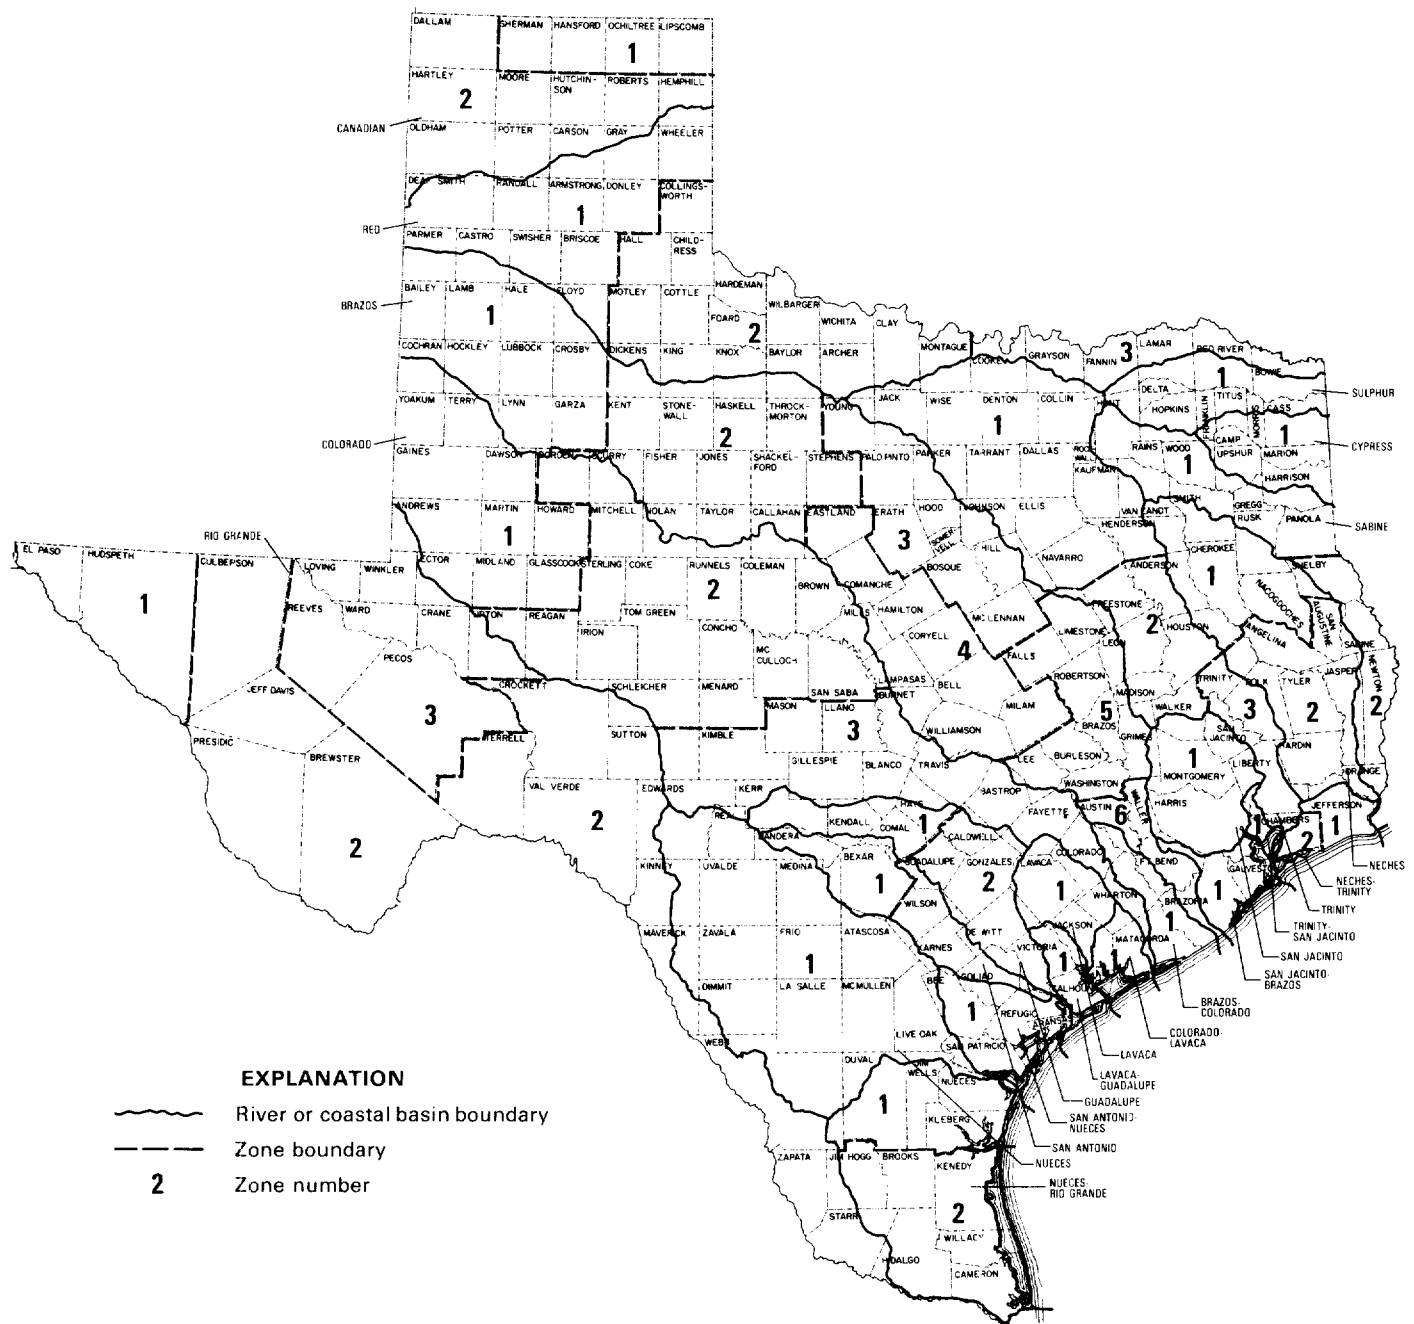 DALLAM
SHERMAN
HANSFORD
OCHILTREE
LIPSCOMB
1
HARTLEY
MOORE
HUTCHIN-
SON
ROBERTS
HEMPHILL
2
CANADIAN
OLDHAM
POTTER
CARSON
GRAY
WHEELER
DEAF SMITH
RANDALL
ARMSTRONG
DONLEY
COLLINGS-
WORTH
1
RED
PARMER
CASTRO
SWISHER
BRISCOE
HALL
CHILD-
RESS
BRAZOS
BAILEY
LAMB
HALE
FLOYD
MOTLEY
COTTLE
HARDEMAN
FOARD
WILBARGER
WICHITA
CLAY
1
2
COCHRAN
HOCKLEY
LUBBOCK
CROSBY
DICKENS
KING
KNOX
BAYLOR
ARCHER
MONTAGUE
COOKE
GRAYSON
FANNIN
3
LAMAR
RED RIVER
BOWIE
1
SULPHUR
YOAKUM
TERRY
LYNN
GARZA
KENT
STONE-
WALL
HASKELL
THROCK-
MORTON
YOUNG
JACK
WISE
DENTON
COLLIN
HUNT
DELTA
HOPKINS
FRANKLIN
TITUS
MORRIS
CASS
2
1
1
COLORADO
CYPRESS
GAINES
DAWSON
BORDEN
SCURRY
FISHER
JONES
SHACKEL-
FORD
STEPHENS
PALO PINTO
PARKER
TARRANT
DALLAS
ROCK
WALL
KAUFMAN
RAINS
WOOD
CAMP
UPSHUR
MARION
HARRISON
1
ANDREWS
MARTIN
HOWARD
MITCHELL
NOLAN
TAYLOR
CALLAHAN
EASTLAND
ERATH
HOOD
JOHNSON
ELLIS
VAN ZANDT
SMITH
GREGG
RUSK
PANOLA
SABINE
1
3
SOMER
VELL
HENDERSON
RIO GRANDE
EL PASO
HUDSPETH
CULBERSON
LOVING
WINKLER
ECTOR
MIDLAND
GLASSCOCK
STERLING
COKE
RUNNELS
COLEMAN
BROWN
COMANCHE
BOSQUE
HILL
NAVARRO
ANDERSON
CHEROKEE
SHELBY
1
2
1
REEVES
WARD
CRANE
UPTON
REAGAN
IRION
TOM GREEN
CONCHO
MILLS
HAMILTON
MC LENNAN
LIMESTONE
FREESTONE
HOUSTON
NACOGDOCHES
SAN
AUGUSTINE
SABINE
2
PECOS
MC
CULLOCH
CORYELL
4
FALLS
LEON
ANGELINA
NEWTON
JEFF DAVIS
3
CROCKETT
SCHLEICHER
MENARD
SAN SABA
LAMPASAS
BURNET
BELL
ROBERTSON
MADISON
TRINITY
POLK
TYLER
JASPER
MASON
LLANO
3
MILAM
5
BRAZOS
WALKER
3
2
2
PRESIDIO
BREWSTER
TERRELL
SUTTON
KIMBLE
WILLIAMSON
GRIMES
SAN
JACINTO
HARDIN
GILLESPIE
BLANCO
TRAVIS
LEE
BURLESON
1
MONTGOMERY
LIBERTY
ORANGE
VAL VERDE
EDWARDS
KERR
BASTROP
WASHINGTON
2
2
REAL
KENDALL
HAYS
FAYETTE
AUSTIN
WALLER
HARRIS
JEFFERSON
BANDERA
COMAL
1
CALDWELL
6
1
CHAMBERS
2
1
KINNEY
UVALDE
MEDINA
BEXAR
GUADALUPE
GONZALES
LAVACA
COLORADO
FT. BEND
GALVESTON
NECHES
1
2
1
NECHES-
TRINITY
WILSON
WHARTON
BRAZORIA
1
TRINITY
MAVERICK
ZAVALA
FRIO
ATASCOSA
KARNES
DE WITT
VICTORIA
JACKSON
MATAGORDA
1
TRINITY-
SAN JACINTO
1
1
1
SAN JACINTO
DIMMIT
LA SALLE
MCMULLEN
BEE
GOLIAD
CALHOUN
SAN JACINTO-
BRAZOS
1
REFUGIO
BRAZOS-
COLORADO
LIVE OAK
SAN PATRICIO
COLORADO-
LAVACA
WEBB
DUVAL
JIM
WELLS
NUECES
LAVACA
1
LAVACA-
GUADALUPE
KLEBERG
GUADALUPE
SAN ANTONIO-
NUECES
SAN ANTONIO
ZAPATA
JIM HOGG
BROOKS
KENEDY
NUECES
NUECES-
RIO GRANDE
2
STARR
WILLACY
HIDALGO
CAMERON
EXPLANATION
River or coastal basin boundary
Zone boundary
2 Zone number